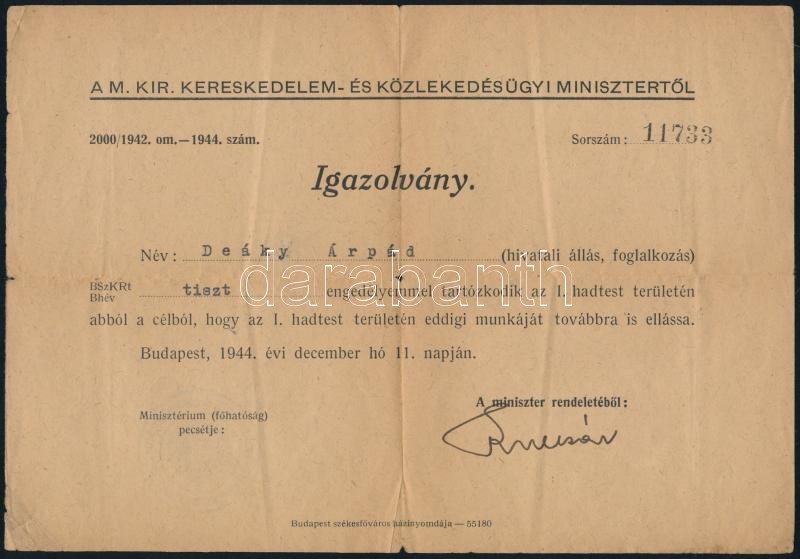 A M. KIR. KERESKEDELEM- ÉS KÖZLEKEDÉSÜGYI MINISZTERTŐL
2000/1942. om.—1944. szám.
Sorszám: 11733
Igazolvány.
Név: Deáky Árpád (hivatali állás, foglalkozás)
BSzKRt
Bhév
tiszt engedélyemmel tartózkodik az I. hadtest területén
abból a célból, hogy az I. hadtest területén eddigi munkáját továbbra is ellássa.
Budapest, 1944. évi december hó 11. napján.
A miniszter rendeletéből:
Minisztérium (főhatóság)
pecsétje:
Budapest székesfőváros házinyomdája — 55180
darabanth